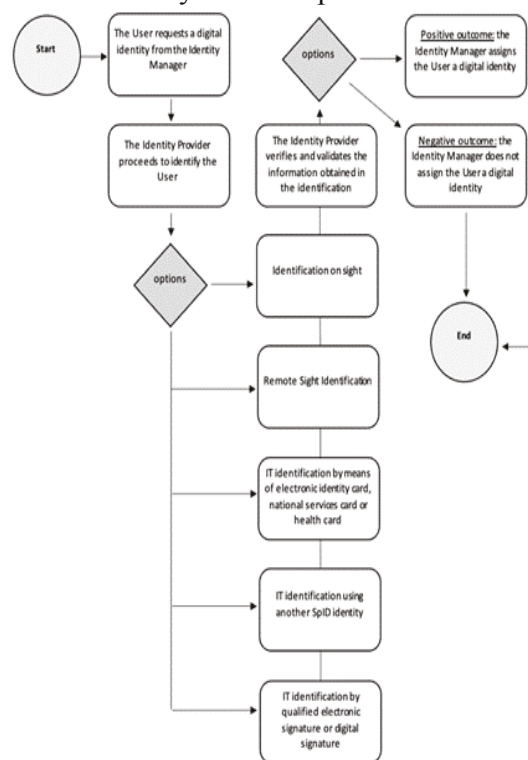 Start
The User requests a digital
identity from the Identity
Manager
The Identity Provider
proceeds to identify the
User
options
Identification on sight
Remote Sight Identification
IT identification by means
of electronic identity card,
national services card or
health card
IT identification using
another SpID identity
IT identification by
qualified electronic
signature or digital
signature
The Identity Provider
verifies and validates the
information obtained in
the identification
options
Positive outcome: the
Identity Manager assigns
the User a digital identity
Negative outcome: the
Identity Manager does not
assign the User a digital
identity
End